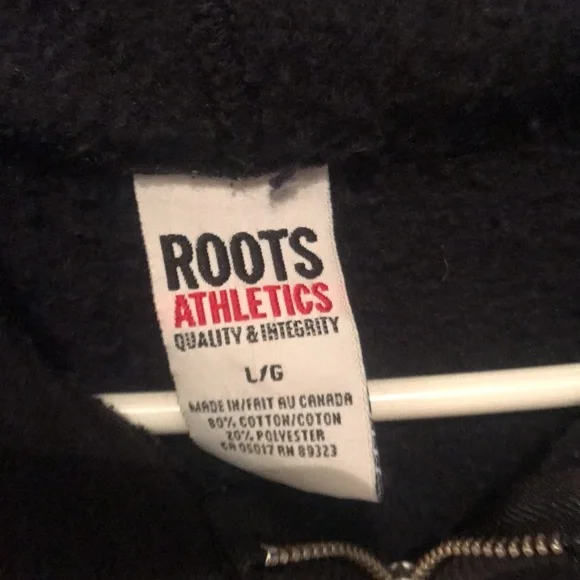 ROOTS
ATHLETICS
QUALITY & INTEGRITY
L/G
MADE IN/FAIT AU CANADA
80% COTTON/COTON
20% POLYESTER
CA 05017 RN 89323